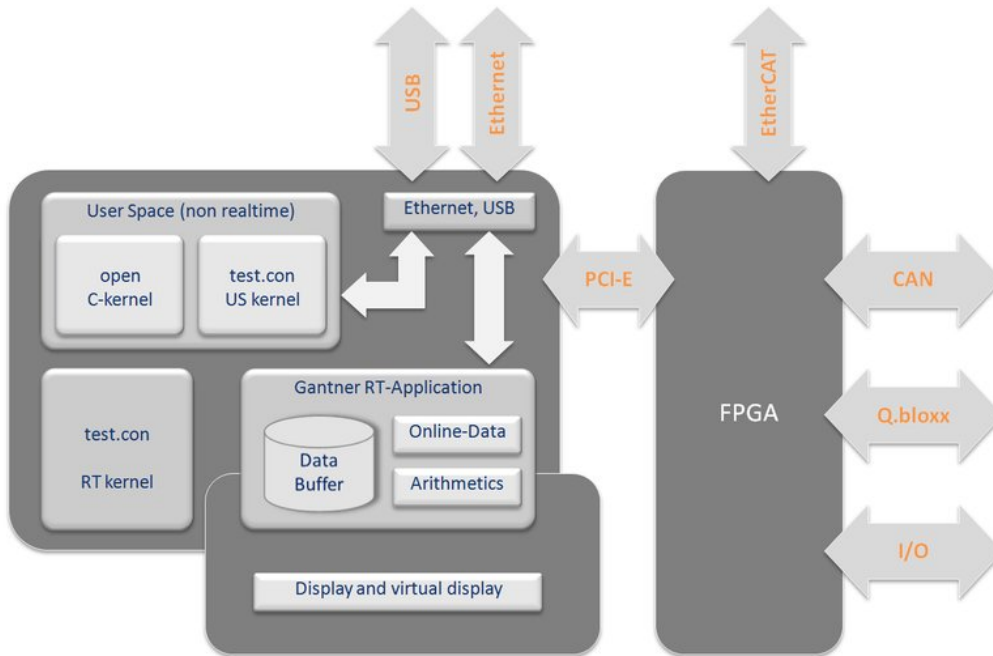 USB
Ethernet
EtherCAT
User Space (non realtime)
Ethernet, USB
open
C-kernel
test.con
US kernel
PCI-E
CAN
test.con
RT kernel
Gantner RT-Application
Data
Buffer
Online-Data
Arithmetics
FPGA
Q.bloxx
I/O
Display and virtual display